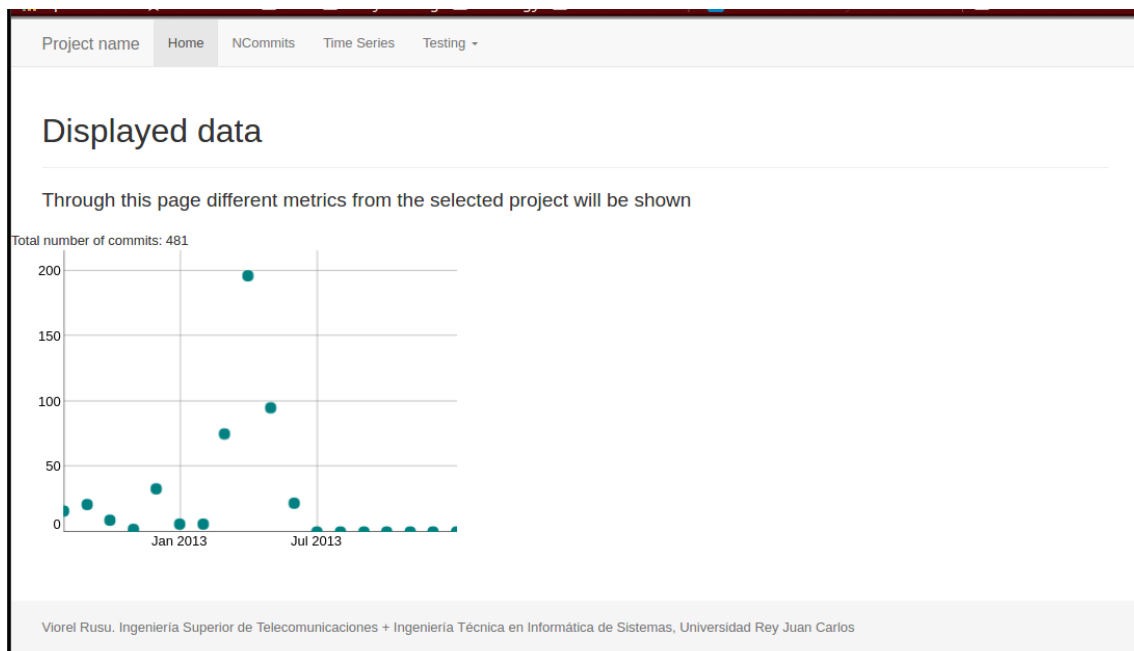 Project name Home NCommits Time Series Testing
Displayed data
Through this page different metrics from the selected project will be shown
Total number of commits: 481
200
150
100
50
0
Jan 2013 Jul 2013
Viorel Rusu. Ingeniería Superior de Telecomunicaciones + Ingeniería Técnica en Informática de Sistemas, Universidad Rey Juan Carlos